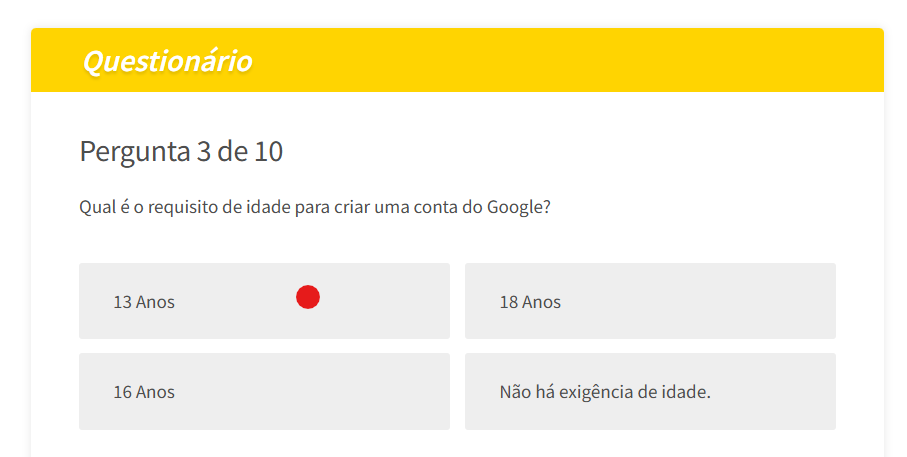 Questionário
Pergunta 3 de 10
Qual é o requisito de idade para criar uma conta do Google?
13 Anos
18 Anos
16 Anos
Não há exigência de idade.